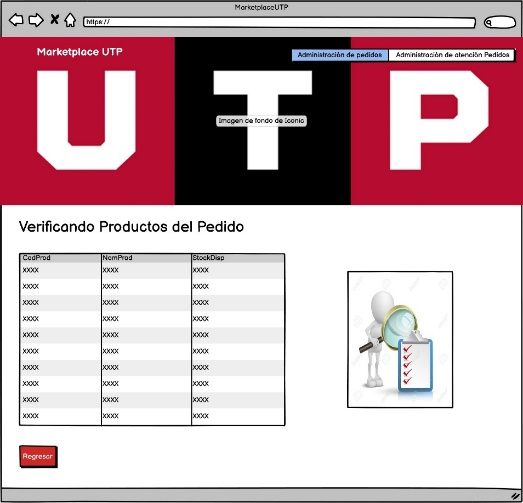 MarketplaceUTP
https://
Marketplace UTP
Administración de pedidos Administración de atención Pedidos
UTP
Imagen de fondo de Iconia
Verificando Productos del Pedido
CodProd NomProd StockDisp
XXXX XXXX XXXX
XXXX XXXX XXXX
XXXX XXXX XXXX
XXXX XXXX XXXX
XXXX XXXX XXXX
XXXX XXXX XXXX
XXXX XXXX XXXX
XXXX XXXX XXXX
XXXX XXXX XXXX
XXXX XXXX XXXX
Regresar